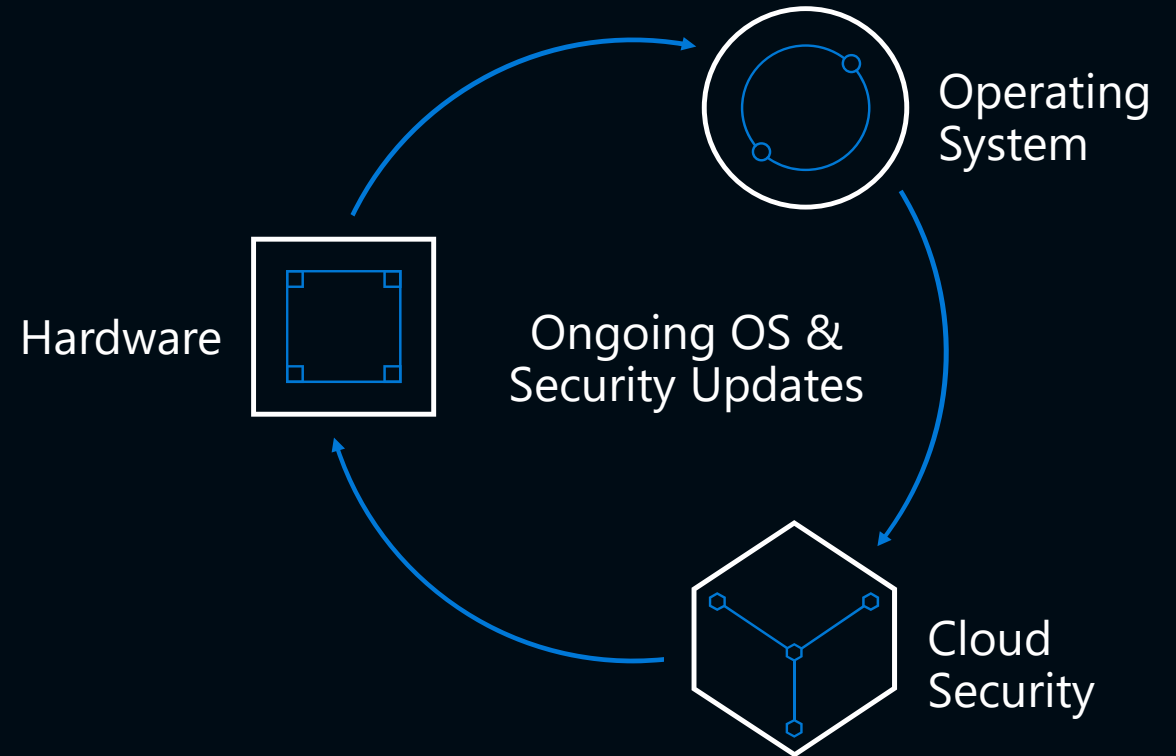 Operating
System
Hardware
Ongoing OS &
Security Updates
Cloud
Security